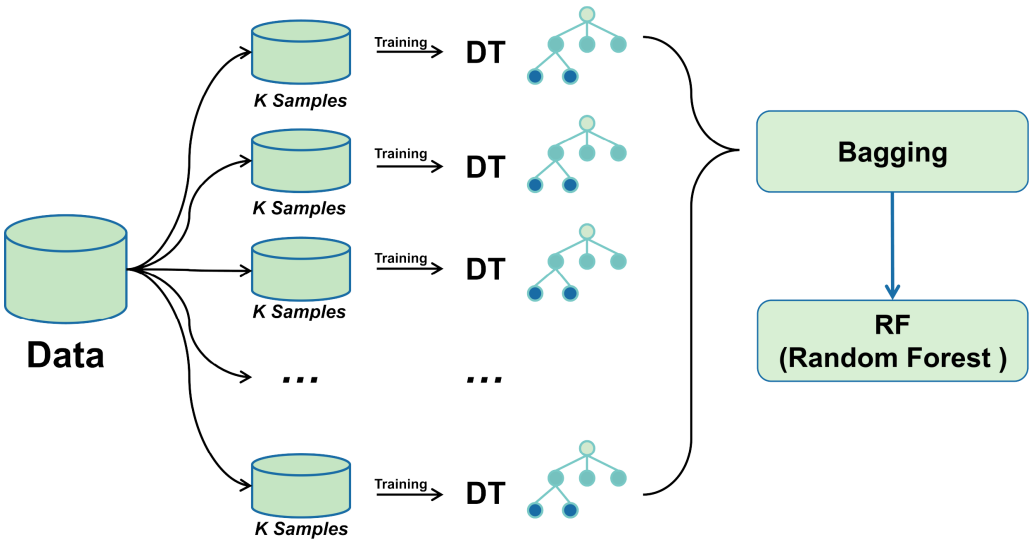 Training
DT
K Samples
Training
DT
K Samples
Bagging
Training
DT
K Samples
Data
RF
(Random Forest )
...
...
Training
DT
K Samples